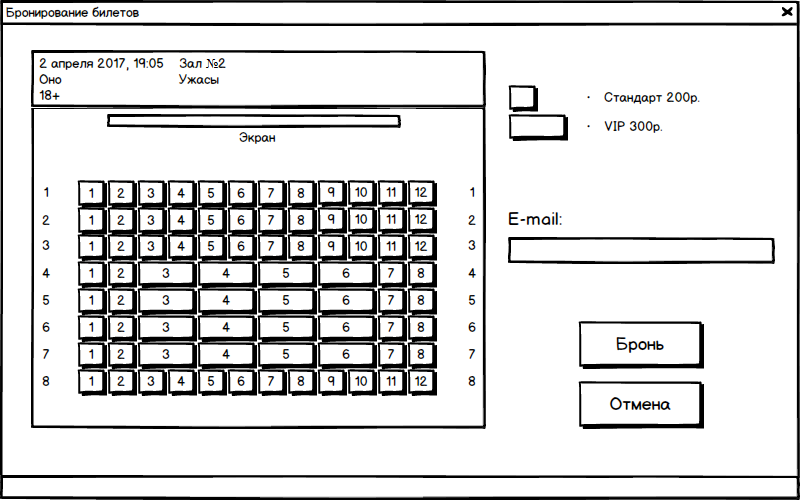 Бронирование билетов
2 апреля 2017, 19:05 Зал №2
Оно Ужасы
18+
Экран
1 1 2 3 4 5 6 7 8 9 10 11 12 1
2 1 2 3 4 5 6 7 8 9 10 11 12 2
3 1 2 3 4 5 6 7 8 9 10 11 12 3
4 1 2 3 4 5 6 7 8 4
5 1 2 3 4 5 6 7 8 5
6 1 2 3 4 5 6 7 8 6
7 1 2 3 4 5 6 7 8 7
8 1 2 3 4 5 6 7 8 9 10 11 12 8
· Стандарт 200р.
· VIP 300р.
E-mail:
Бронь
Отмена